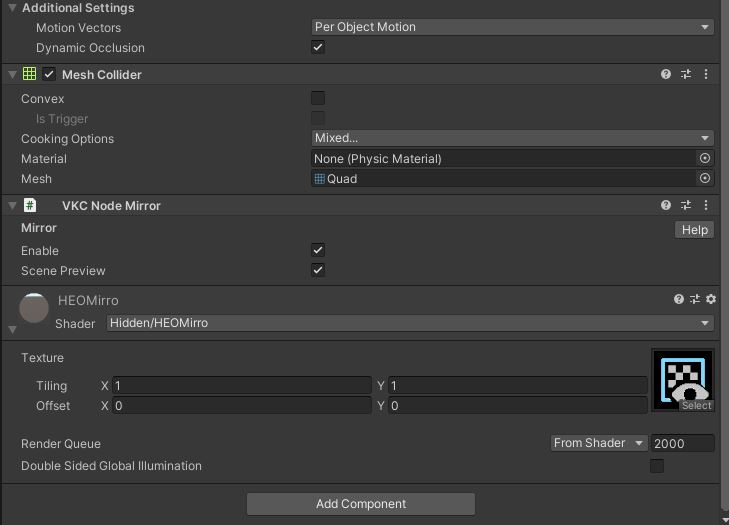 Additional Settings
Motion Vectors Per Object Motion
Dynamic Occlusion
Mesh Collider
Convex
Is Trigger
Cooking Options Mixed...
Material None (Physic Material)
Mesh Quad
# VKC Node Mirror
Mirror Help
Enable
Scene Preview
HEOMirro
Shader Hidden/HEOMirro
Texture
Tiling X 1 Y 1
Offset X 0 Y 0
Select
Render Queue From Shader 2000
Double Sided Global Illumination
Add Component